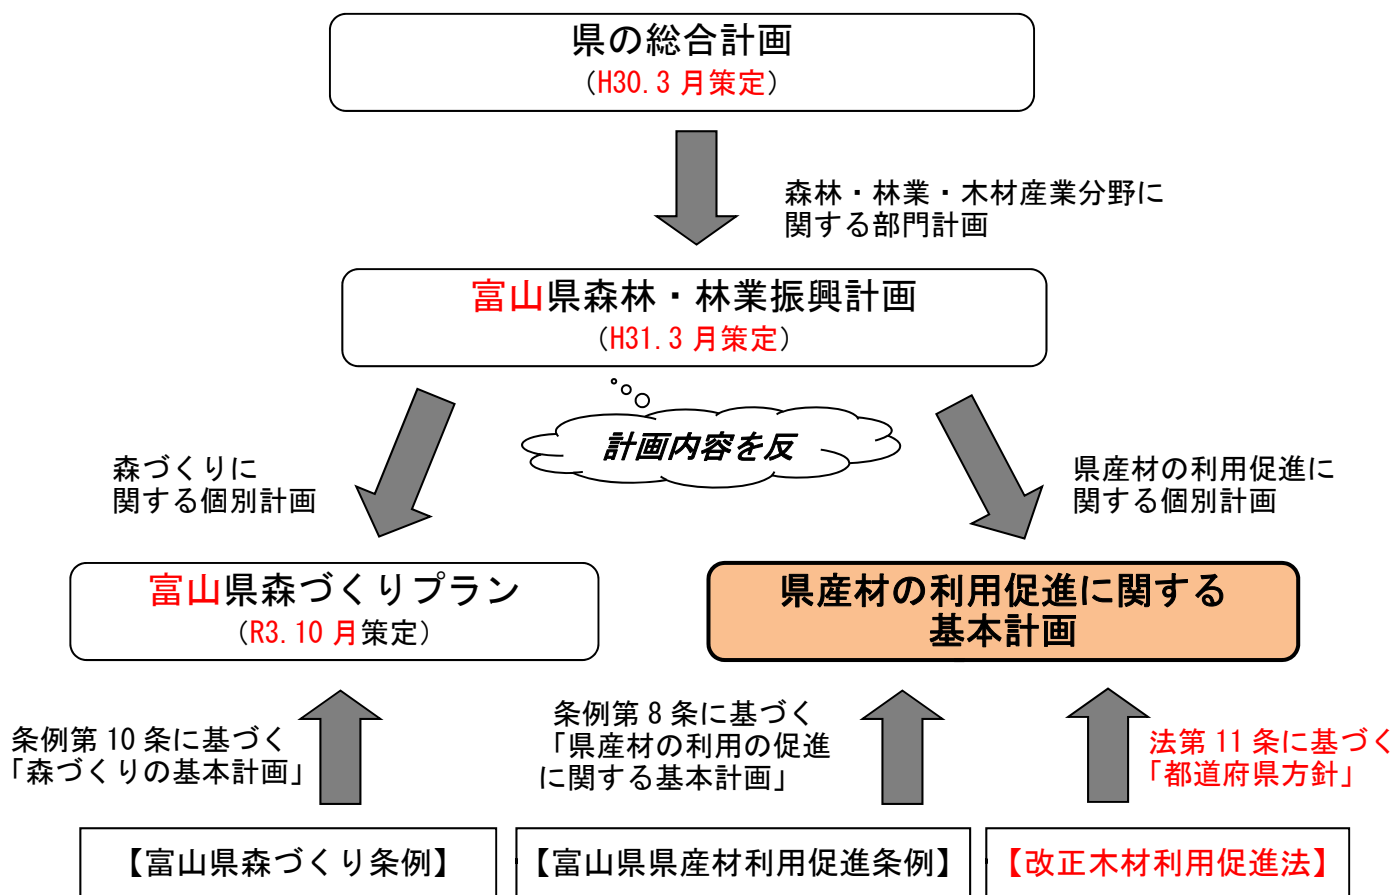 県の総合計画
（H30.3 月策定）
森林・林業・木材産業分野に
関する部門計画
富山県森林・林業振興計画
（H31.3 月策定）
計画内容を反
森づくりに
関する個別計画
県産材の利用促進に
関する個別計画
富山県森づくりプラン
（R3.10 月策定）
県産材の利用促進に関する
基本計画
条例第 10 条に基づく
「森づくりの基本計画」
条例第 8 条に基づく
「県産材の利用の促進
に関する基本計画」
法第 11 条に基づく
「都道府県方針」
【富山県森づくり条例】
【富山県県産材利用促進条例】
【改正木材利用促進法】